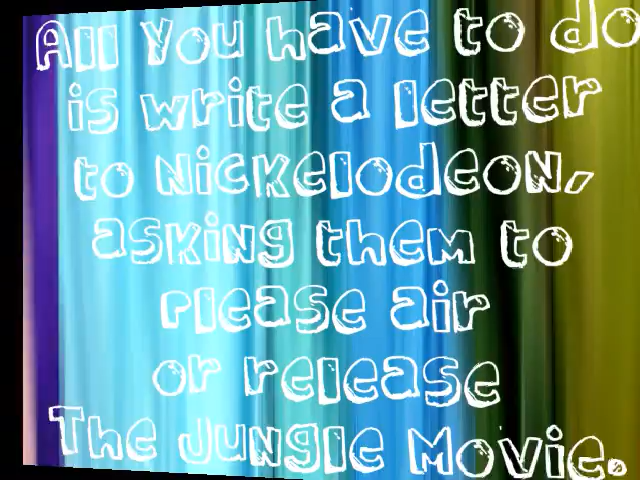 All You have to do
is write a letter
to Nickelodeon,
asking them to
please air
or release
The Jungle Movie.